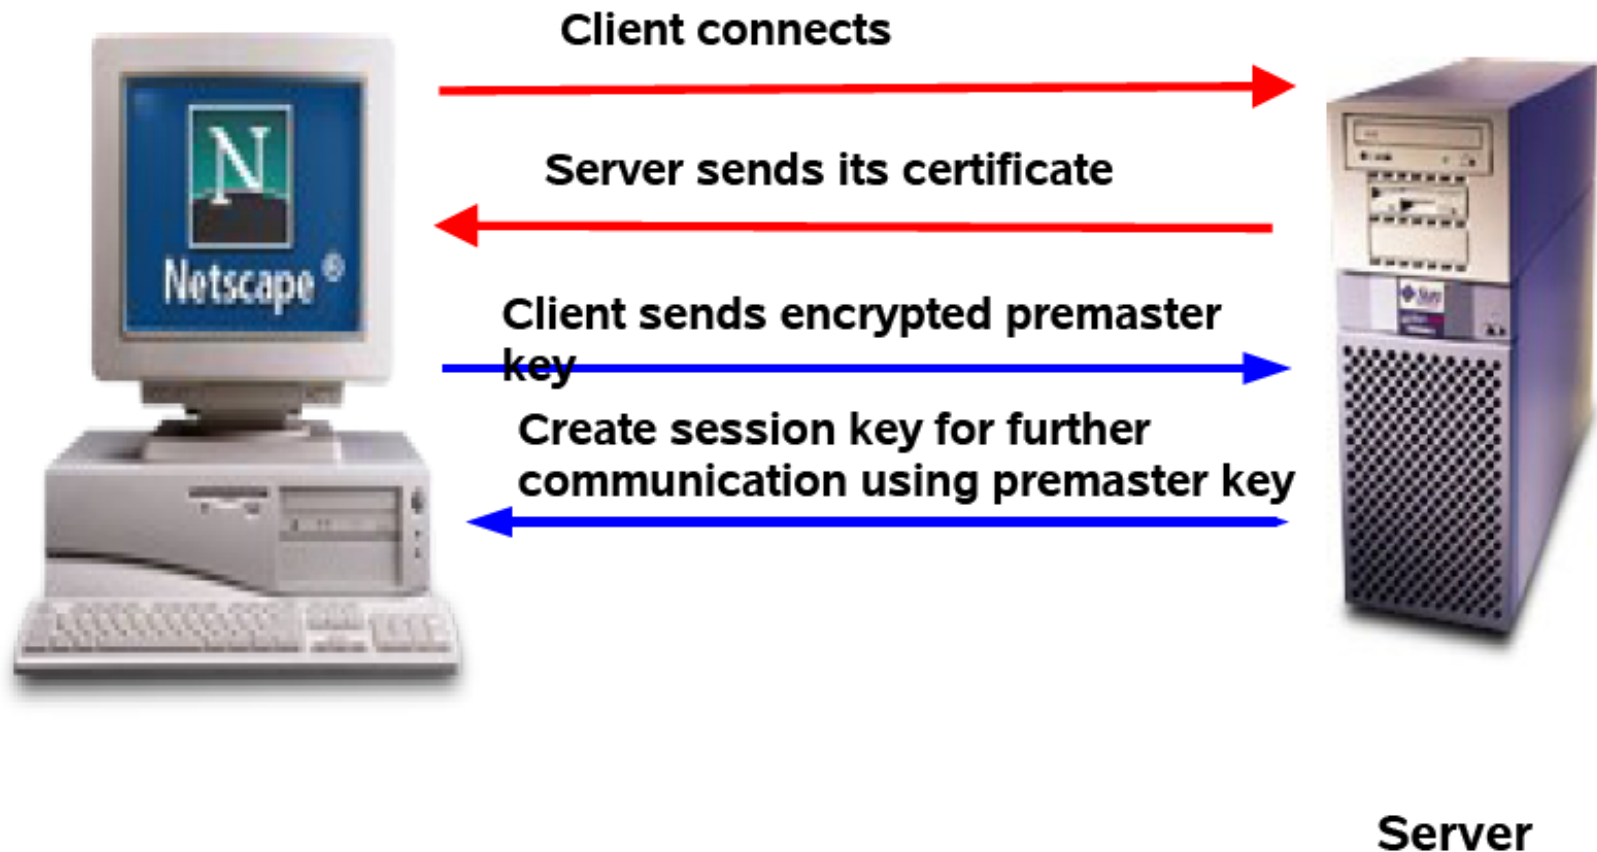 Client connects
Server sends its certificate
N
Netscape ®
Client sends encrypted premaster
key
Create session key for further
communication using premaster key
Sun
Server